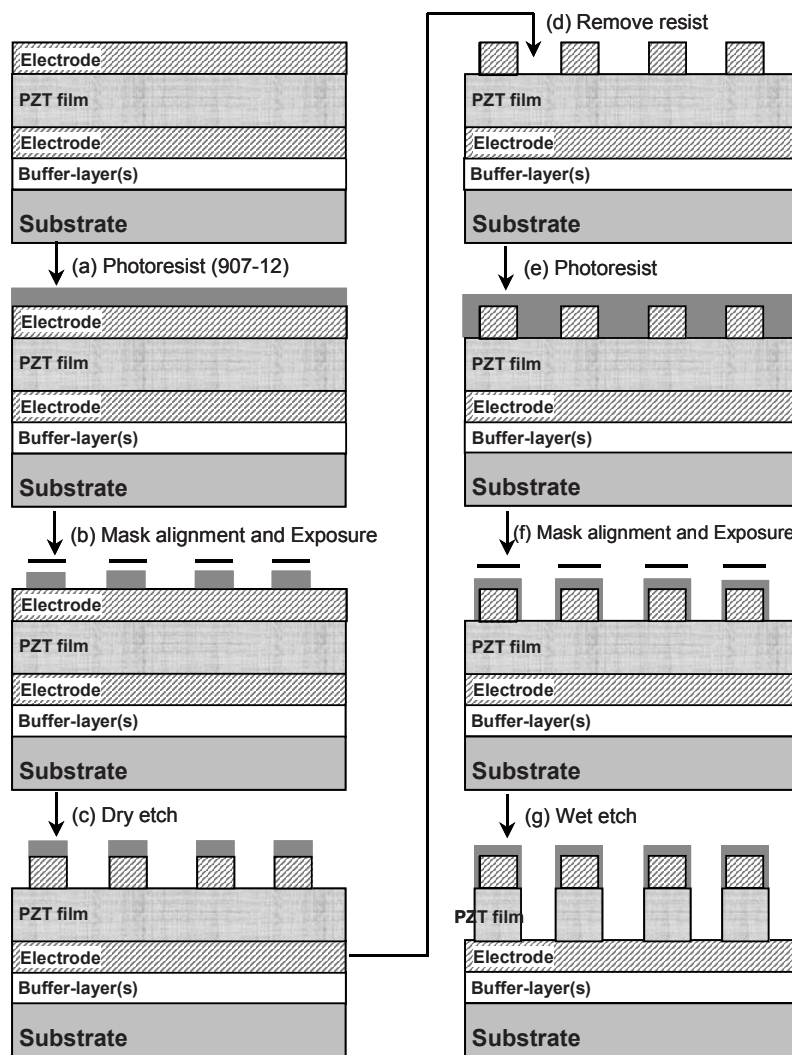 Electrode
PZT film
Electrode
Buffer-layer(s)
Substrate
(a) Photoresist (907-12)
Electrode
PZT film
Electrode
Buffer-layer(s)
Substrate
(b) Mask alignment and Exposure
Electrode
PZT film
Electrode
Buffer-layer(s)
Substrate
(c) Dry etch
PZT film
Electrode
Buffer-layer(s)
Substrate
(d) Remove resist
PZT film
Electrode
Buffer-layer(s)
Substrate
(e) Photoresist
PZT film
Electrode
Buffer-layer(s)
Substrate
(f) Mask alignment and Exposure
PZT film
Electrode
Buffer-layer(s)
Substrate
(g) Wet etch
PZT film
Electrode
Buffer-layer(s)
Substrate